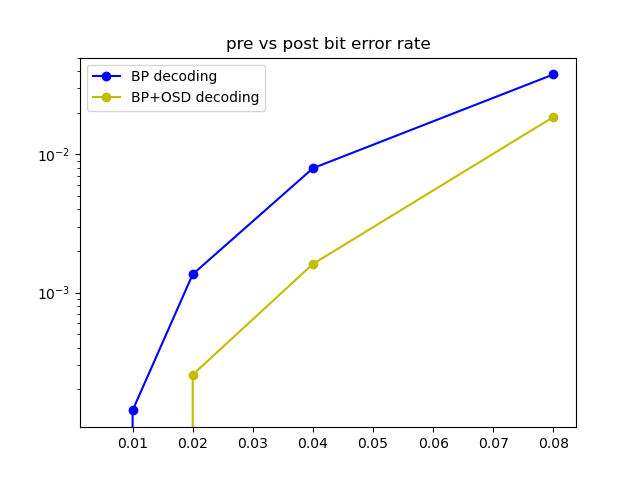 pre vs post bit error rate
BP decoding
BP+OSD decoding
10⁻²
10⁻³
0.01 0.02 0.03 0.04 0.05 0.06 0.07 0.08